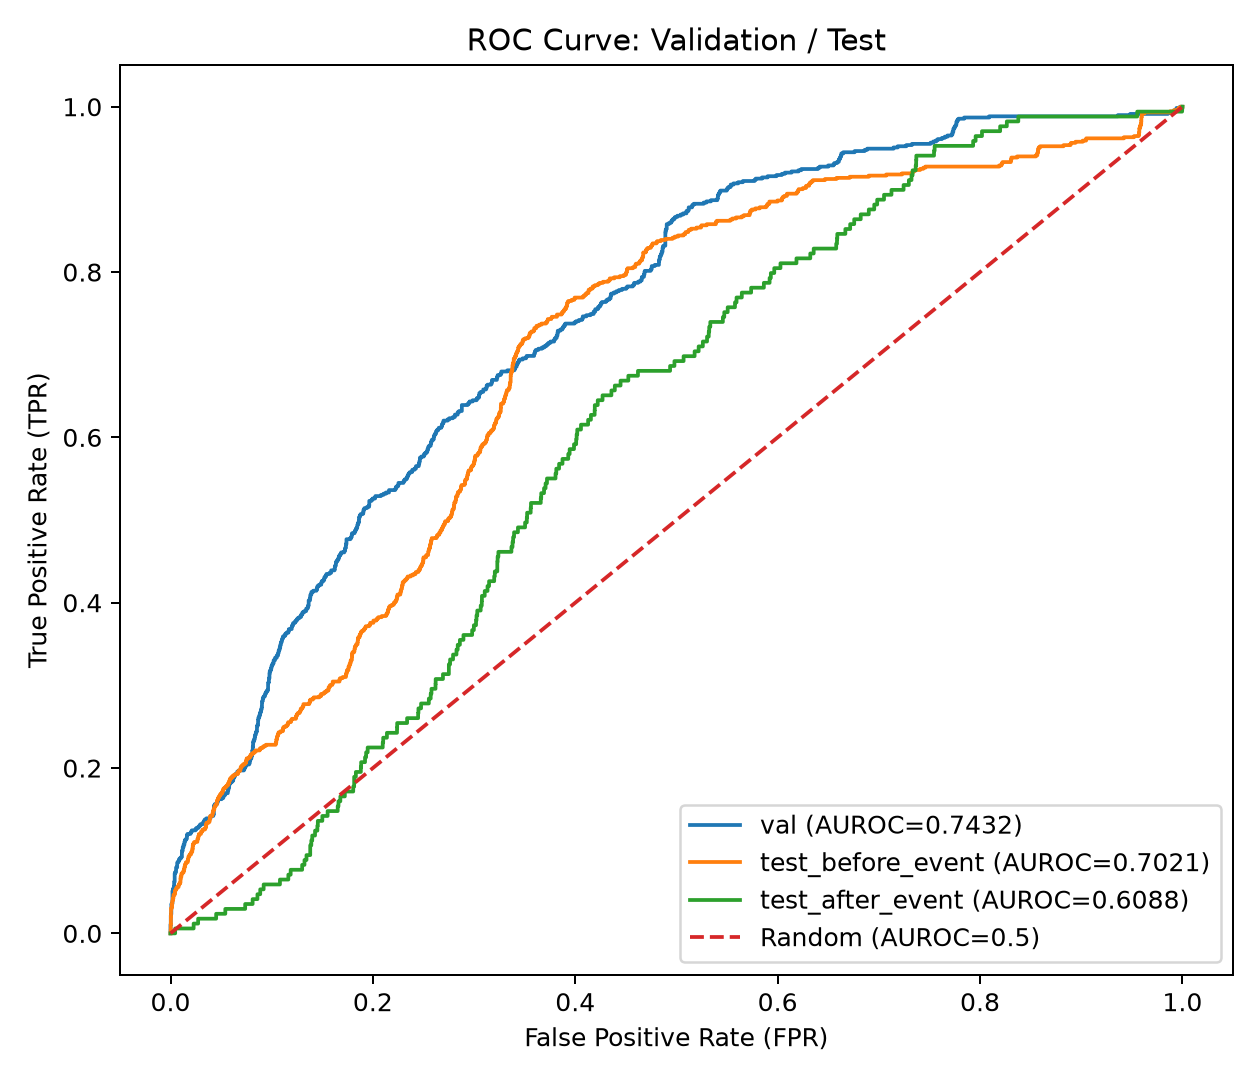 ROC Curve: Validation / Test
True Positive Rate (TPR)
1.0
0.8
0.6
0.4
0.2
0.0
val (AUROC=0.7432)
test_before_event (AUROC=0.7021)
test_after_event (AUROC=0.6088)
Random (AUROC=0.5)
0.0 0.2 0.4 0.6 0.8 1.0
False Positive Rate (FPR)